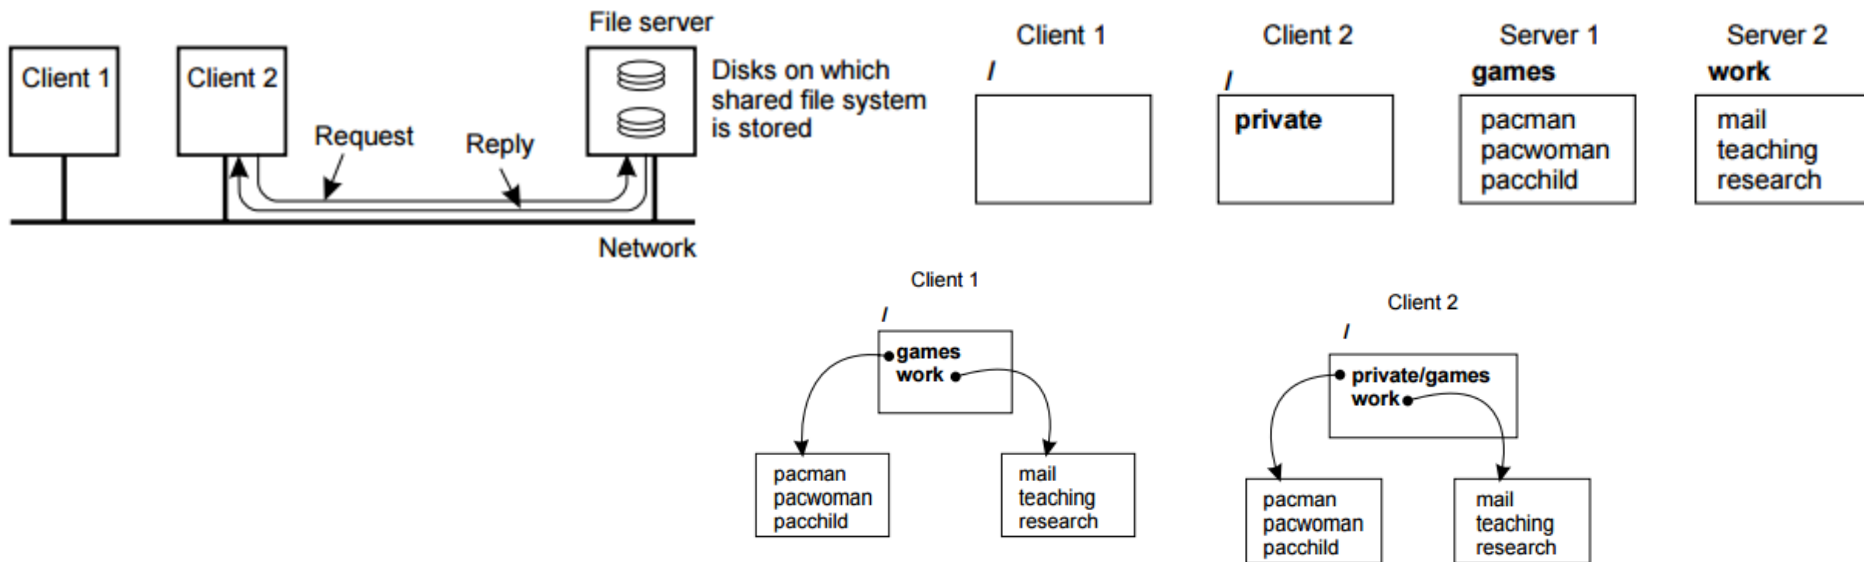 File server
Client 1
Client 2
Disks on which
shared file system
is stored
Request
Reply
Network
Client 1
Client 2
Server 1
Server 2
/
/
games
work
private
pacman
pacwoman
pacchild
mail
teaching
research
Client 1
/
games
work
pacman
pacwoman
pacchild
mail
teaching
research
Client 2
/
private/games
work
pacman
pacwoman
pacchild
mail
teaching
research